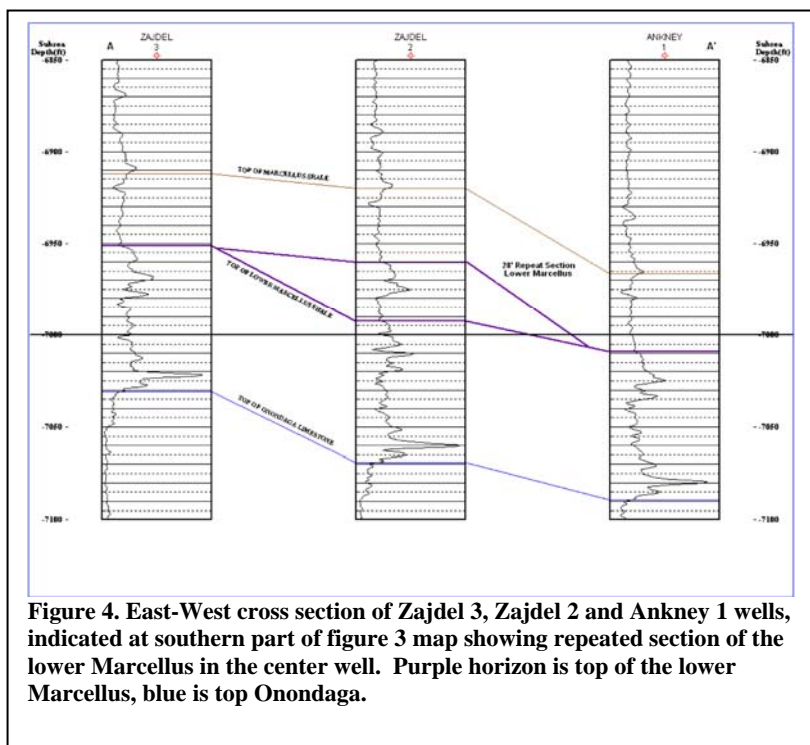 ZAJDEL
ZAJDEL
ANKNEY
Subsea
Depth(ft)
A
3
2
1
A'
Subsea
Depth(ft)
-6850
-6850
-6900
-6900
TOP OF MARCELLUS SHALE
-6950
-6950
TOP OF LOWER MARCELLUS SHALE
Repeat Section
Lower Marcellus
-7000
-7000
TOP OF ONONDAGA LIMESTONE
-7050
-7050
-7100
-7100
Figure 4. East-West cross section of Zajdel 3, Zajdel 2 and Ankney 1 wells,
indicated at southern part of figure 3 map showing repeated section of the
lower Marcellus in the center well. Purple horizon is top of the lower
Marcellus, blue is top Onondaga.